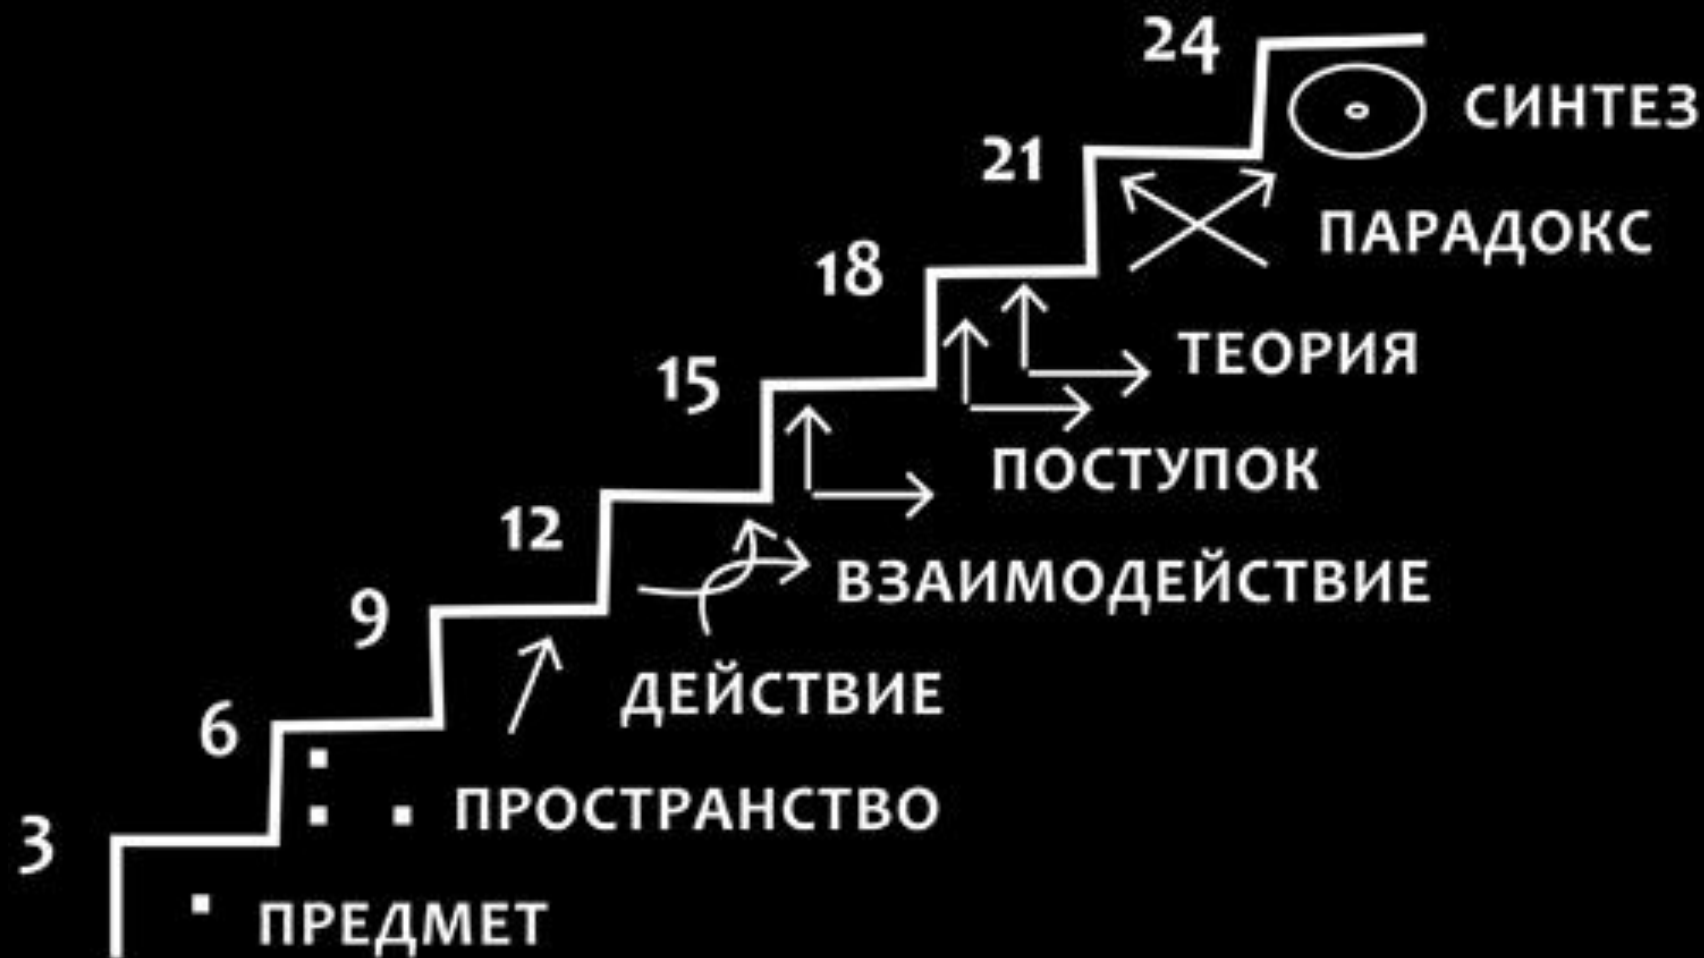 24
СИНТЕЗ
21
ПАРАДОКС
18
ТЕОРИЯ
15
ПОСТУПОК
12
ВЗАИМОДЕЙСТВИЕ
9
ДЕЙСТВИЕ
6
ПРОСТРАНСТВО
3
ПРЕДМЕТ